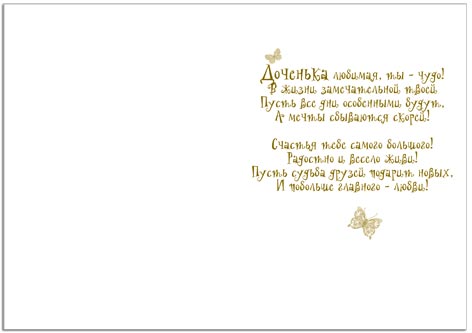 Доченька любимая, ты - чудо!
В жизни замечательной твоей
Пусть все дни особенными будут,
А мечты сбываются скорей!
Счастья тебе самого большого!
Радостно и весело живи!
Пусть судьба друзей подарит новых,
И побольше главного - любви!